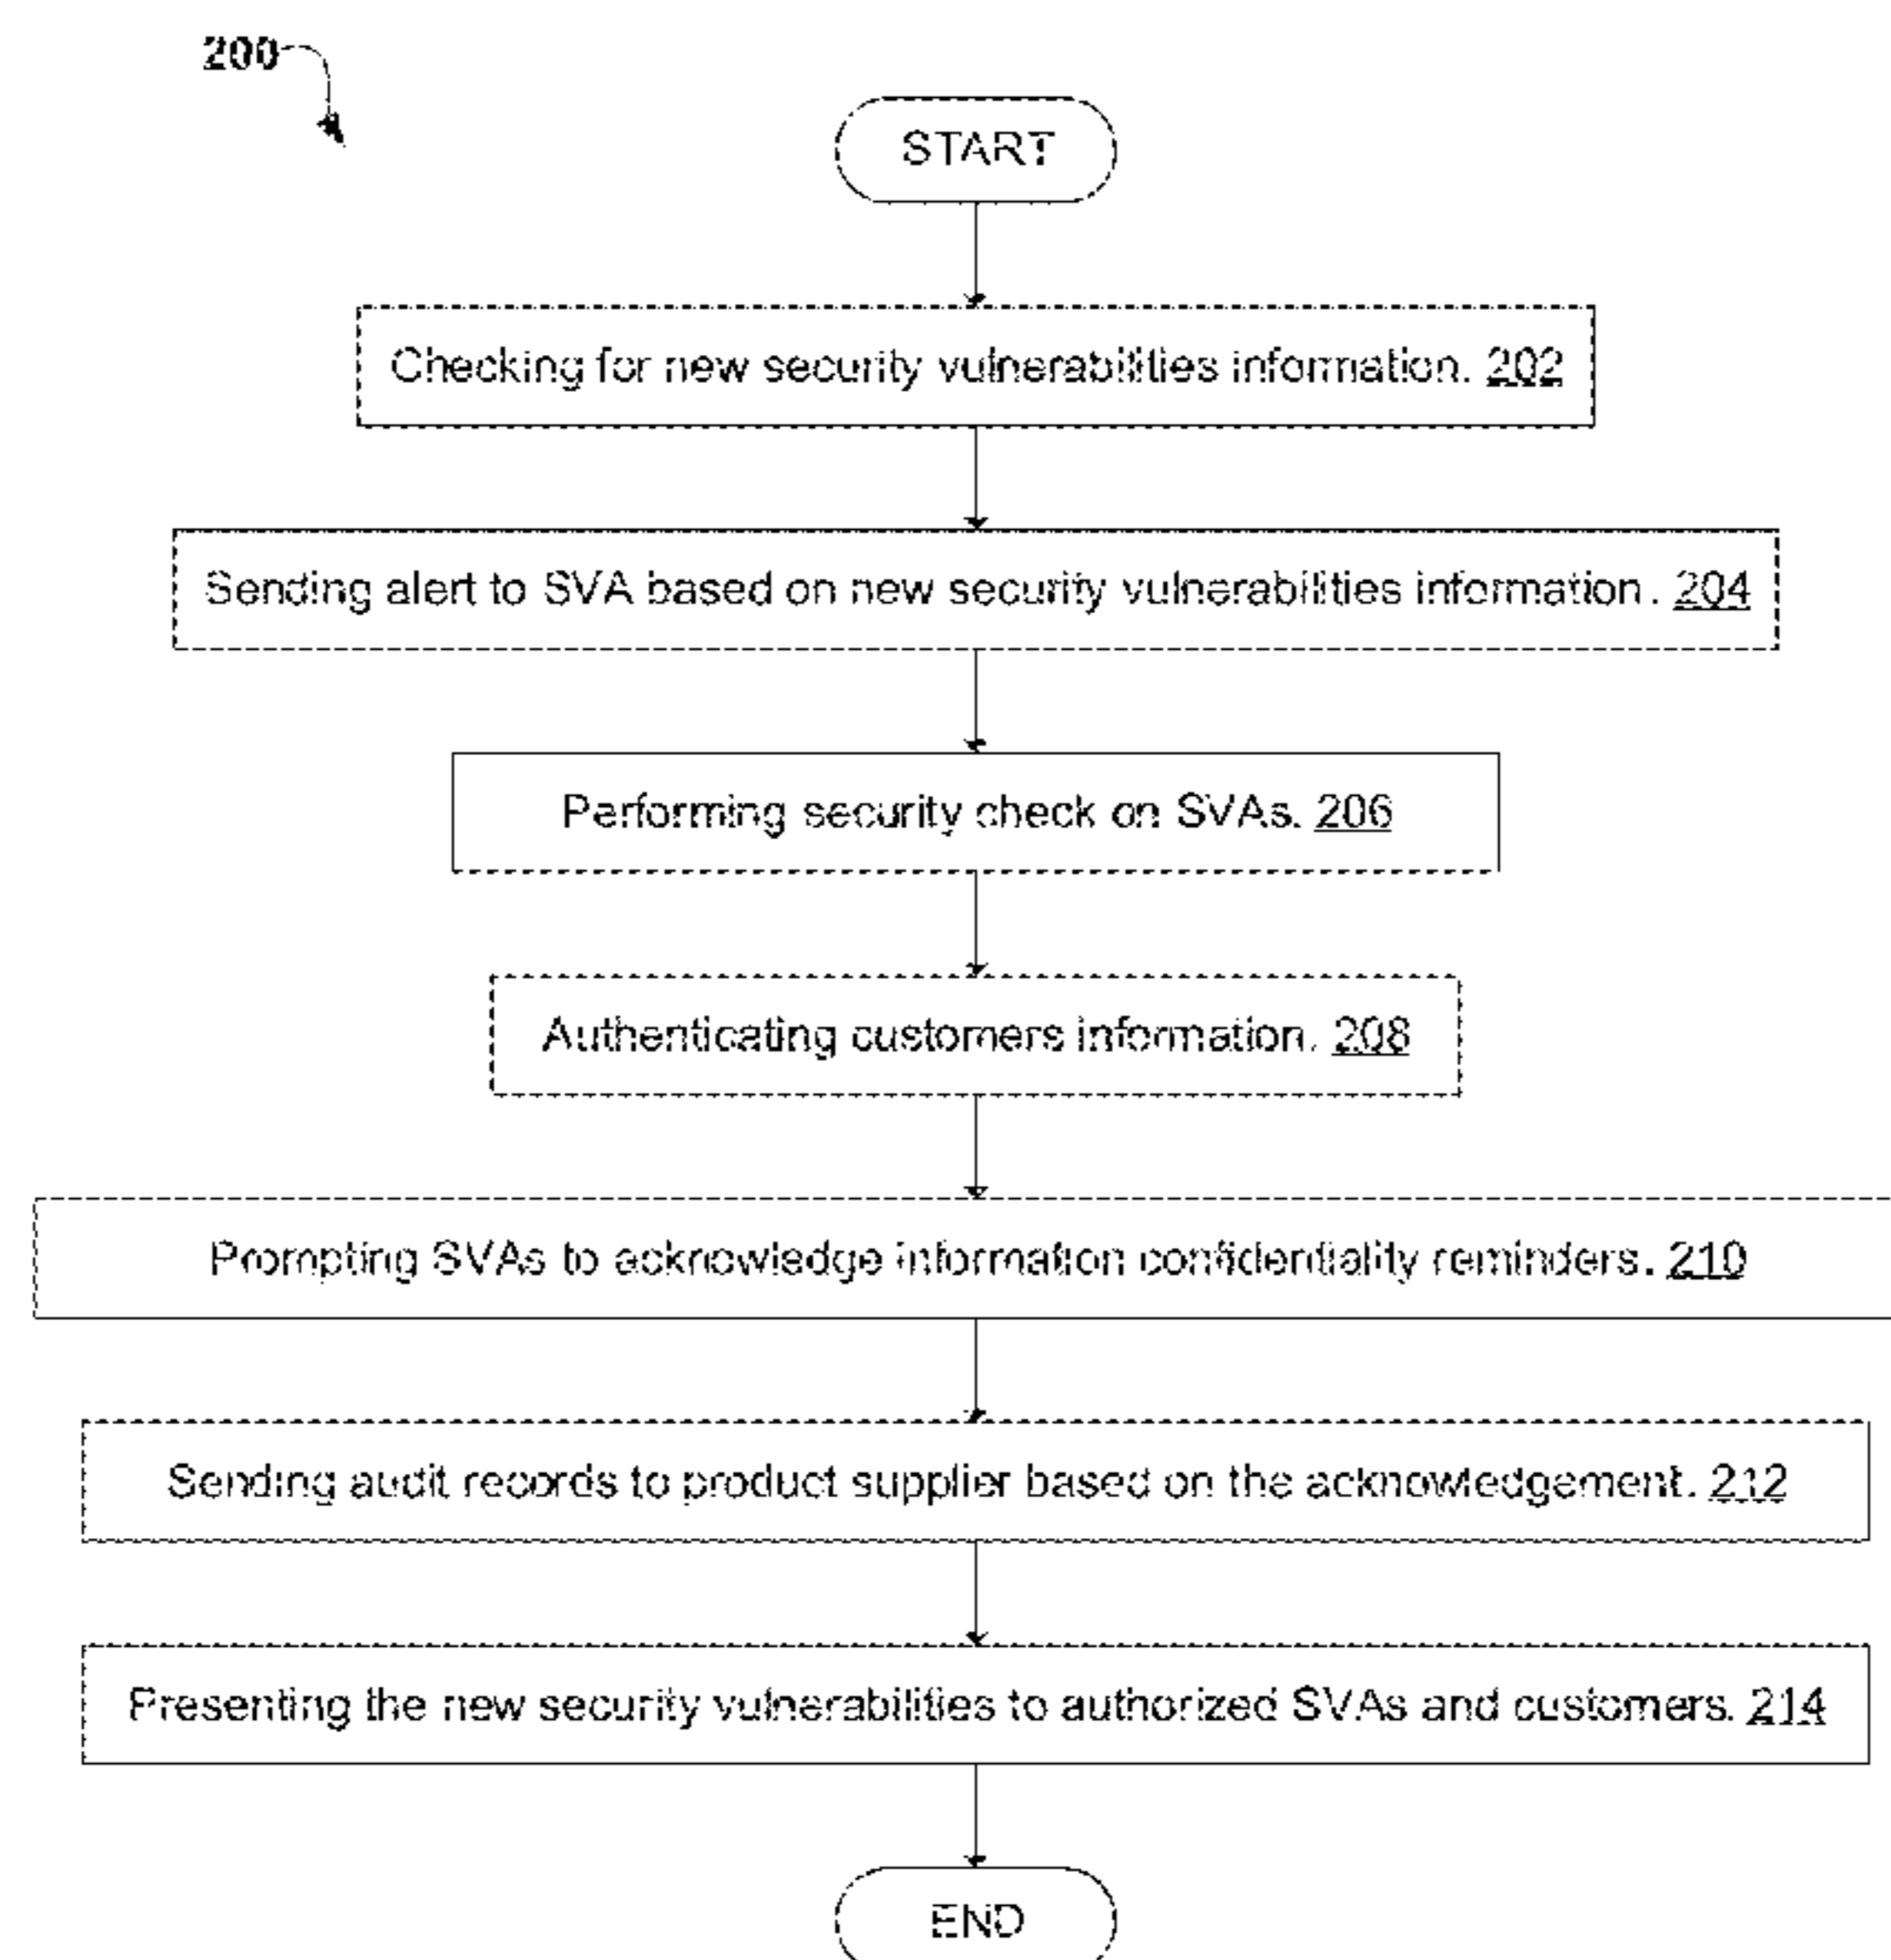 200
START
Checking for new security vulnerabilities information. 202
Sending alert to SVA based on new security vulnerabilities information. 204
Performing security check on SVAs. 206
Authenticating customers information. 208
Prompting SVAs to acknowledge information confidentiality reminders. 210
Sending audit records to product supplier based on the acknowledgement. 212
Presenting the new security vulnerabilities to authorized SVAs and customers. 214
END